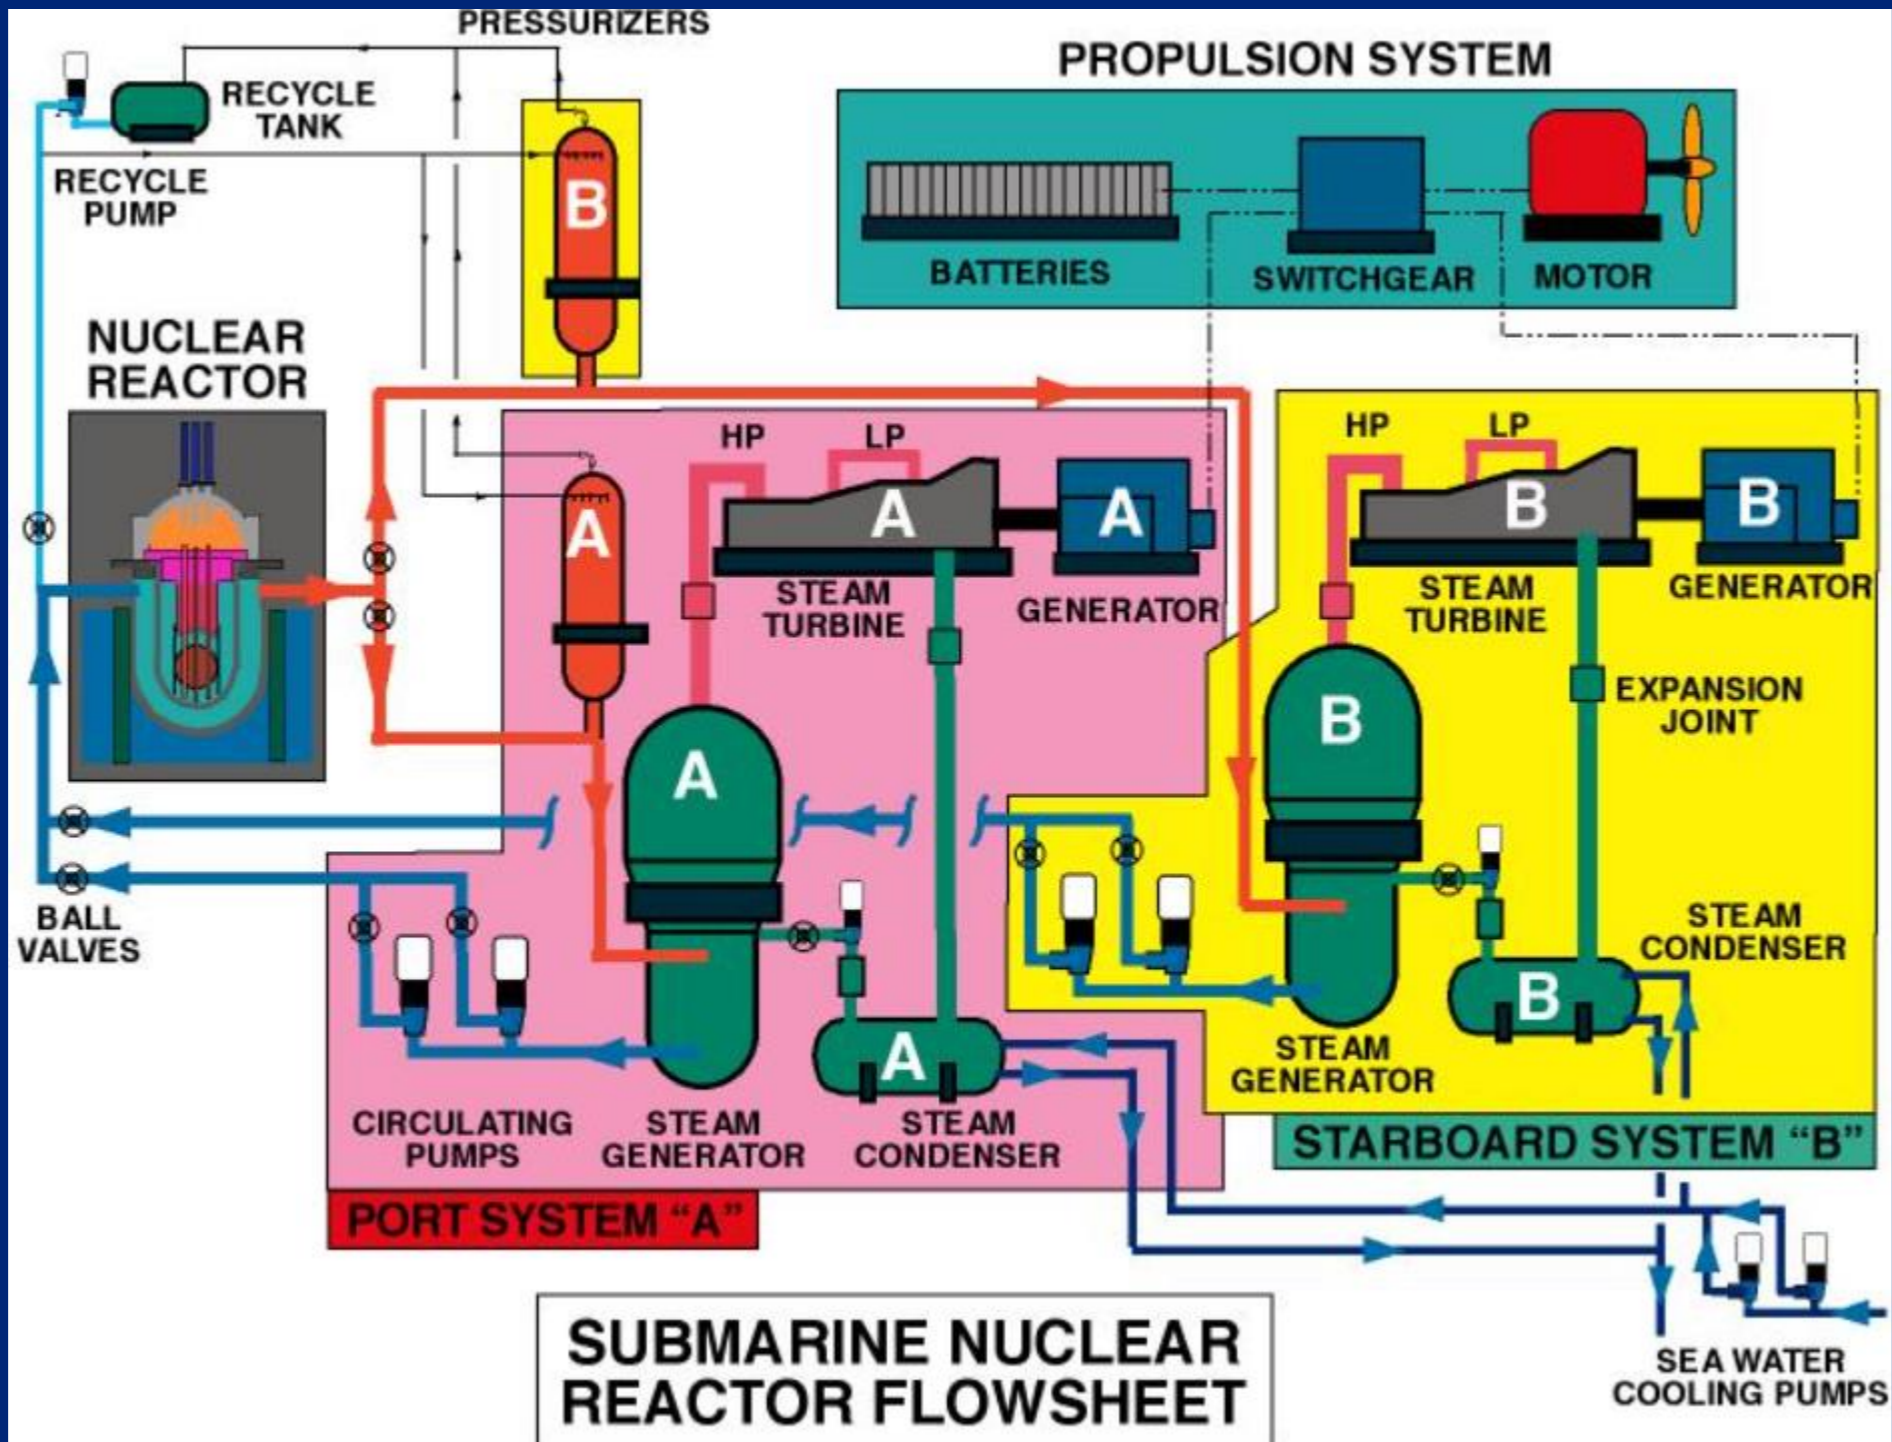 PRESSURIZERS
PROPULSION SYSTEM
RECYCLE
TANK
RECYCLE
PUMP
B
BATTERIES
SWITCHGEAR
MOTOR
NUCLEAR
REACTOR
HP
LP
A
A
A
STEAM
TURBINE
GENERATOR
HP
LP
B
B
STEAM
TURBINE
GENERATOR
EXPANSION
JOINT
A
B
BALL
VALVES
STEAM
CONDENSER
A
B
CIRCULATING
PUMPS
STEAM
GENERATOR
STEAM
CONDENSER
STEAM
GENERATOR
PORT SYSTEM “A”
STARBOARD SYSTEM “B”
SUBMARINE NUCLEAR
REACTOR FLOWSHEET
SEA WATER
COOLING PUMPS